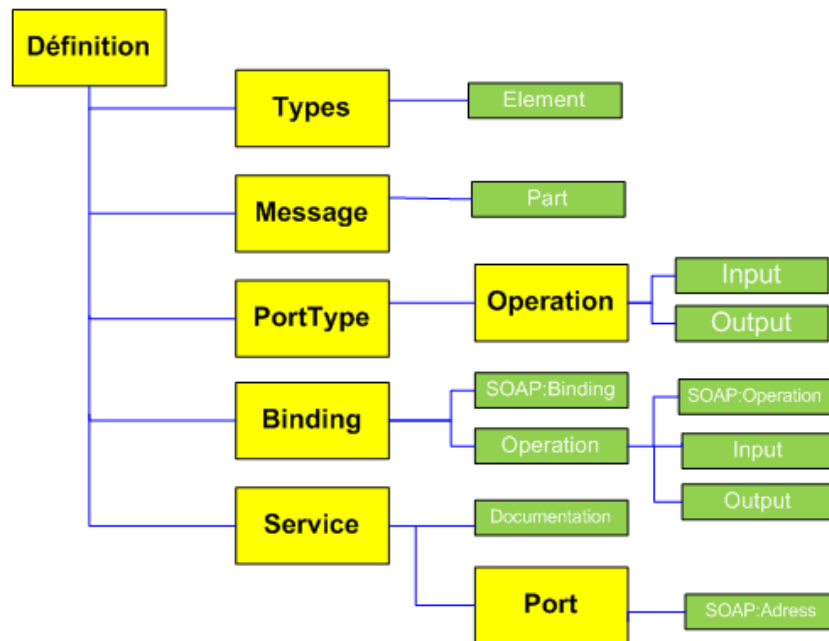 Définition
Types
Element
Message
Part
PortType
Operation
Input
Output
Binding
SOAP:Binding
Operation
SOAP:Operation
Input
Output
Service
Documentation
Port
SOAP:Adress